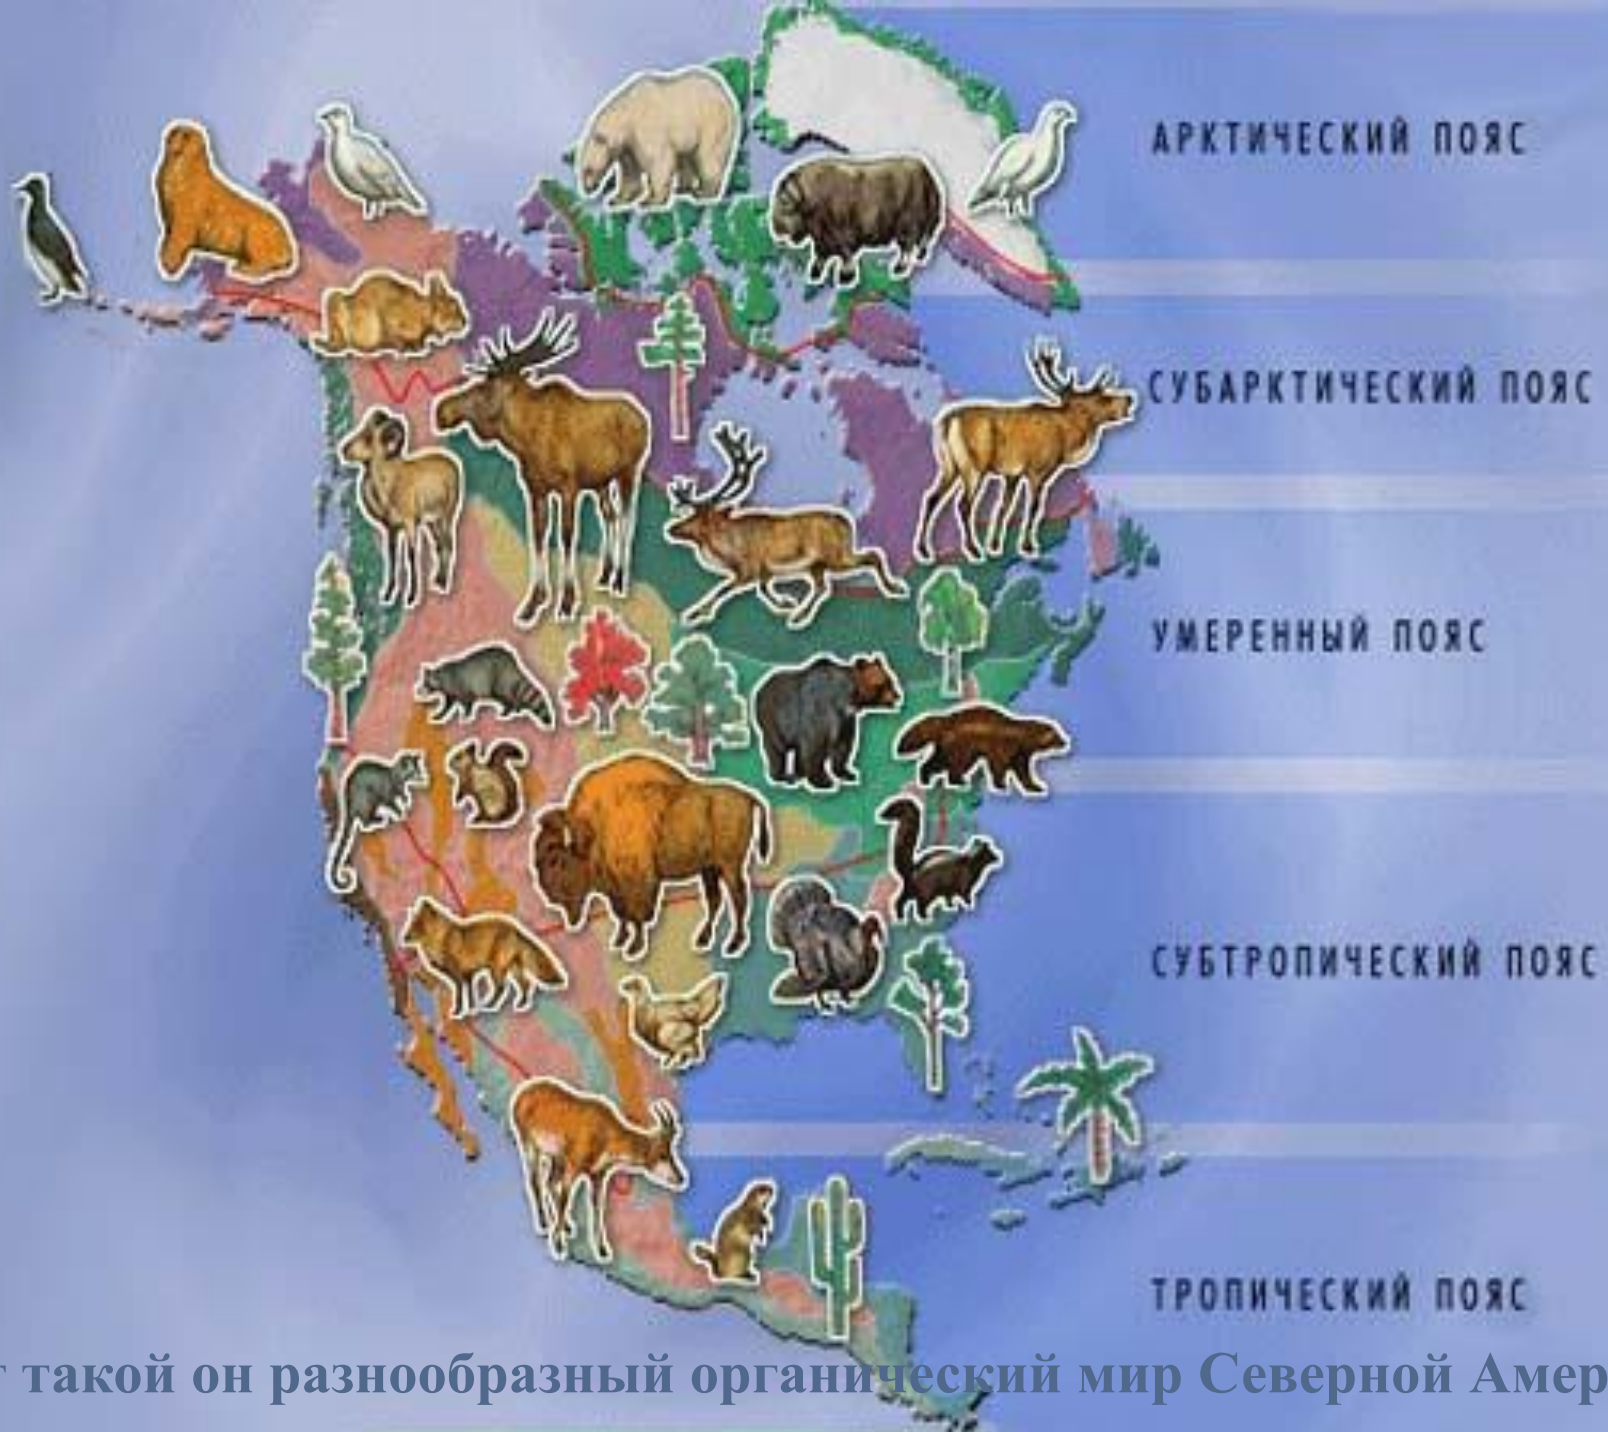 АРКТИЧЕСКИЙ ПОЯС
СУБАРКТИЧЕСКИЙ ПОЯС
УМЕРЕННЫЙ ПОЯС
СУБТРОПИЧЕСКИЙ ПОЯС
ТРОПИЧЕСКИЙ ПОЯС
т такой он разнообразный органический мир Северной Амер